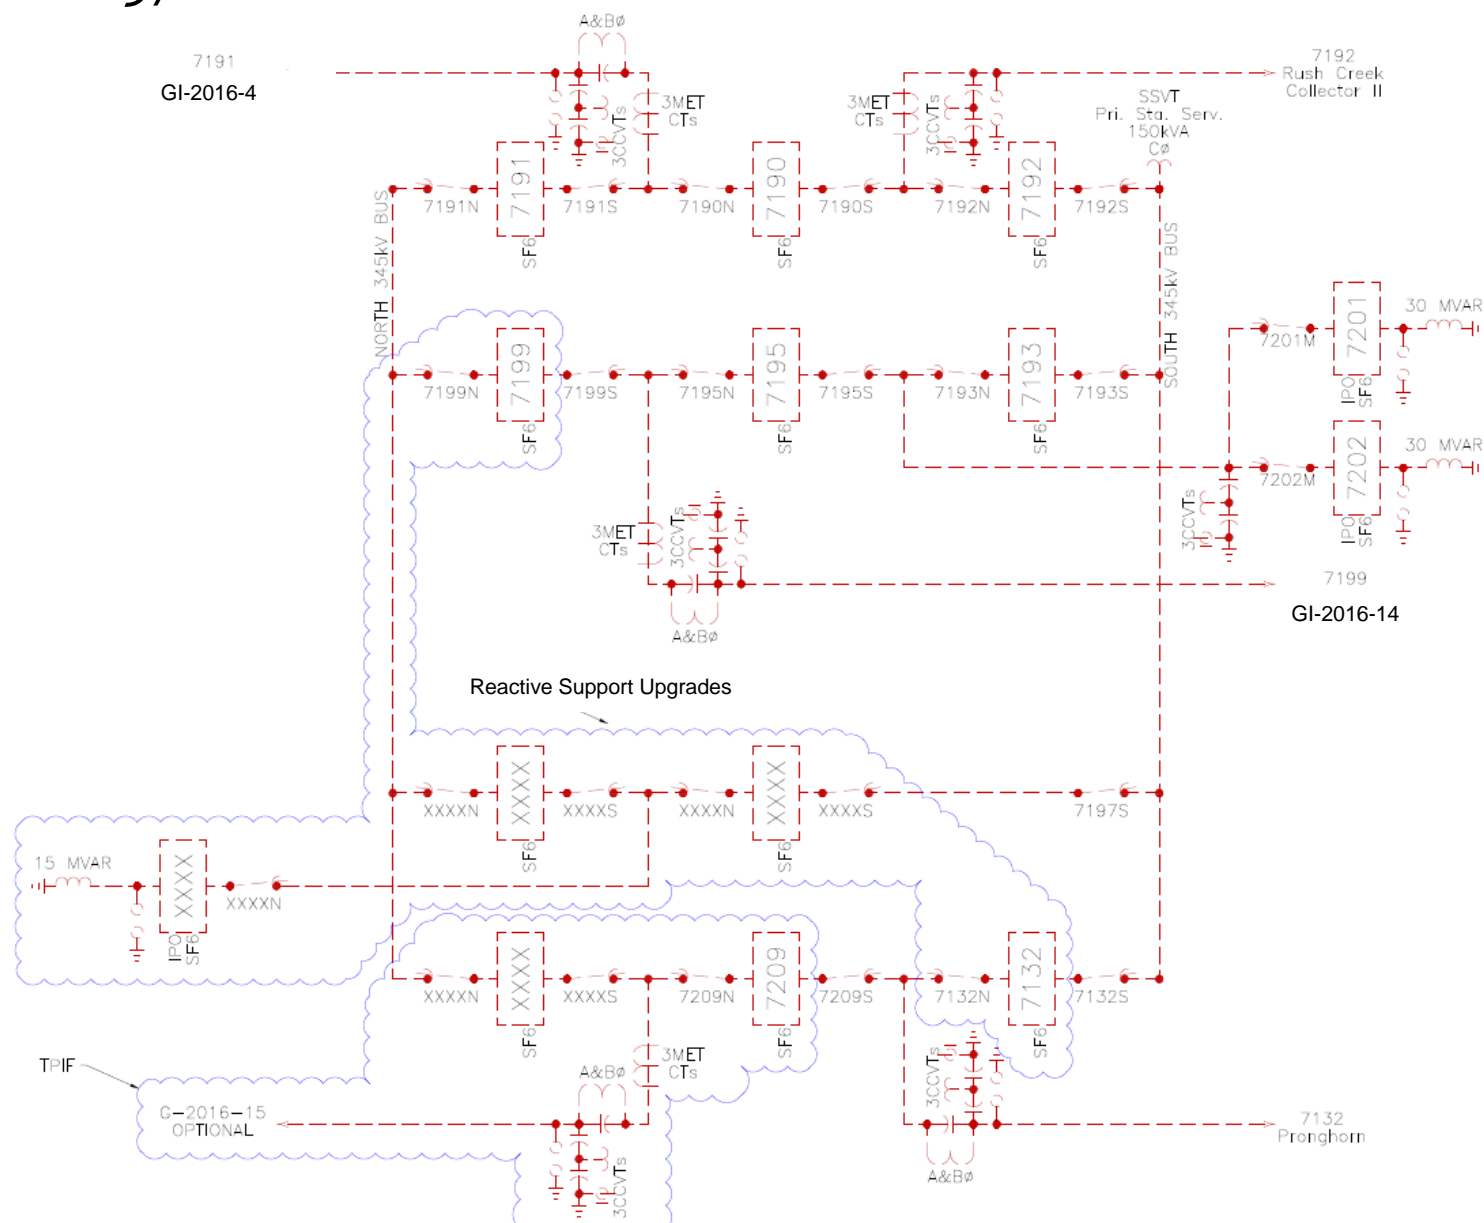 A&BØ
7191
GI-2016-4
3MET
CTs
3CCVTs
3MET
CTs
3CCVTs
7192
Rush Creek
Collector II
SSVT
Pri. Sta. Serv.
150kVA
CØ
7191N
7191
SF6
7191S
7190N
7190
SF6
7190S
7192N
7192
SF6
7192S
NORTH 345kV BUS
SOUTH 345kV BUS
7199N
7199
SF6
7199S
7195N
7195
SF6
7195S
7193N
7193
SF6
7193S
7201M
7201
IPO
SF6
30 MVAR
7202M
7202
IPO
SF6
30 MVAR
3CCVTs
3MET
CTs
3CCVTs
A&BØ
7199
GI-2016-14
Reactive Support Upgrades
XXXXN
XXXX
SF6
XXXXS
XXXXN
XXXX
SF6
XXXXS
7197S
15 MVAR
XXXX
IPO
SF6
XXXXN
XXXXN
XXXX
SF6
XXXXS
7209N
7209
7209S
7132N
7132
SF6
7132S
TPIF
G-2016-15
OPTIONAL
A&BØ
3MET
CTs
3CCVTs
3CCVTs
A&BØ
7132
Pronghorn